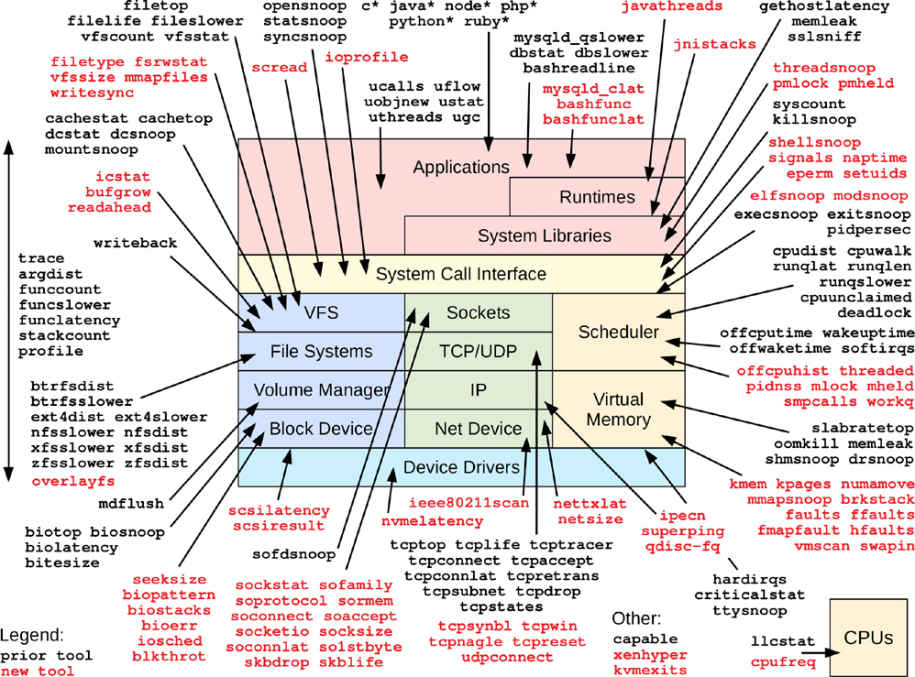 filetop
filelife fileslower
vfscount vfsstat
opensnoop
statsnoop
syncsnoop
c* java* node* php*
python* ruby*
javathreads
gethostlatency
memleak
sslsniff
filetype fsrwstat
vfssize mmapfiles
writesync
scread
ioprofile
mysqld_qslower
dbstat dbslower
bashreadline
jnistacks
threadsnoop
pmlock pmheld
ucalls uflow
uobjnew ustat
uthreads ugc
mysqld_clat
bashfunc
bashfunclat
syscount
killsnoop
cachestat cachetop
dcstat dcsnoop
mountsnoop
shellsnoop
signals naptime
eperm setuids
Applications
icstat
bufgrow
readahead
Runtimes
elfsnoop modsnoop
System Libraries
execsnoop exitsnoop
pidpersec
writeback
System Call Interface
cpudist cpuwalk
runqlat runqlen
runqslower
cpuunclaimed
deadlock
trace
argdist
funccount
funcslower
funclatency
stackcount
profile
VFS
Sockets
Scheduler
File Systems
TCP/UDP
offcputime wakeuptime
offwaketime softirqs
offcpuhist threaded
pidnss mlock mheld
smpcalls workq
btrfsdist
btrfsslower
ext4dist ext4slower
nfsslower nfsdist
xfsslower xfsdist
zfsslower zfsdist
overlayfs
Volume Manager
IP
Virtual
Memory
Block Device
Net Device
slabratetop
oomkill memleak
shmsnoop drsnoop
Device Drivers
mdflush
scsilatency
scsiresult
nvmelatency
ieee80211scan
nettxlat
netsize
ipecn
superping
qdisc-fq
kmem kpages numamove
mmapsnoop brkstack
faults ffaults
fmapfault hfaults
vmscan swapin
biotop biosnoop
biolatency
bitesize
sofdsnoop
tcptop tcplife tcptracer
tcpconnect tcpaccept
tcpconnlat tcpretrans
tcpsubnet tcpdrop
tcpstates
hardirqs
criticalstat
ttysnoop
seeksize
biopattern
biostacks
bioerr
iosched
blkthrot
sockstat sofamily
soprotocol sormem
soconnect soaccept
socketio socksize
soconnlat so1stbyte
skbdrop skblife
tcpsynbl tcpwin
tcpnagle tcpreset
udpconnect
Other:
capable
xenhyper
kvmexits
llcstat
cpufreq
CPUs
Legend:
prior tool
new tool